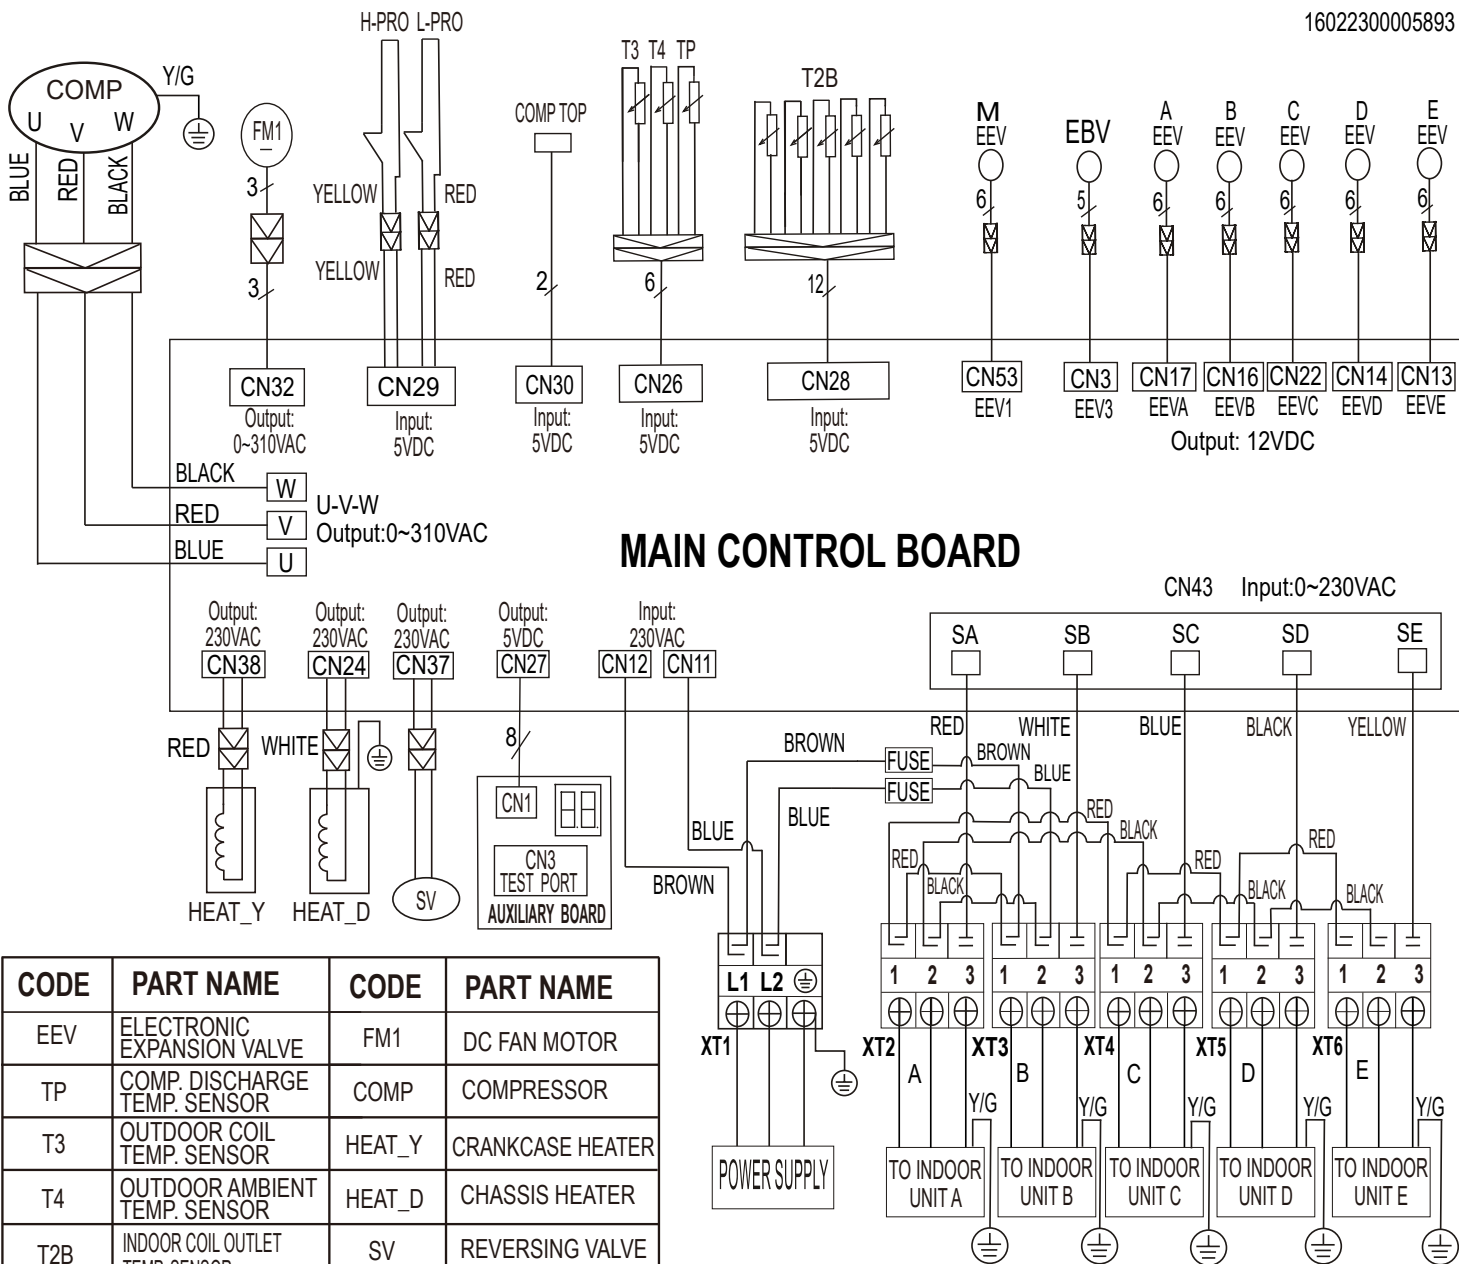 16022300005893
H-PRO L-PRO
COMP
U V W
Y/G
FM1
COMP TOP
T3 T4 TP
T2B
M
EEV
EBV
A
EEV
B
EEV
C
EEV
D
EEV
E
EEV
BLUE
RED
BLACK
3
YELLOW
RED
6
5
6
6
6
6
6
3
YELLOW
RED
2
6
12
CN32
CN29
CN30
CN26
CN28
CN53
CN3
CN17
CN16
CN22
CN14
CN13
EEV1
EEV3
EEVA
EEVB
EEVC
EEVD
EEVE
Output:
0~310VAC
Input:
5VDC
Input:
5VDC
Input:
5VDC
Input:
5VDC
Output: 12VDC
BLACK
W
RED
V
BLUE
U
U-V-W
Output:0~310VAC
MAIN CONTROL BOARD
CN43 Input:0~230VAC
Output:
230VAC
CN38
Output:
230VAC
CN24
Output:
230VAC
CN37
Output:
5VDC
CN27
Input:
230VAC
CN12
CN11
SA
SB
SC
SD
SE
RED
WHITE
BLUE
BLACK
YELLOW
RED
WHITE
8
BROWN
FUSE
BROWN
FUSE
BLUE
BLUE
BLUE
BROWN
CN1
CN3
TEST PORT
AUXILIARY BOARD
HEAT_Y
HEAT_D
SV
RED
BLACK
RED
RED
BLACK
RED
BLACK
BLACK
L1 L2
1 2 3
1 2 3
1 2 3
1 2 3
1 2 3
XT1
XT2
XT3
XT4
XT5
XT6
A
B
C
D
E
Y/G
Y/G
Y/G
Y/G
Y/G
POWER SUPPLY
TO INDOOR
UNIT A
TO INDOOR
UNIT B
TO INDOOR
UNIT C
TO INDOOR
UNIT D
TO INDOOR
UNIT E
CODE PART NAME CODE PART NAME
EEV ELECTRONIC
EXPANSION VALVE FM1 DC FAN MOTOR
TP COMP. DISCHARGE
TEMP. SENSOR COMP COMPRESSOR
T3 OUTDOOR COIL
TEMP. SENSOR HEAT_Y CRANKCASE HEATER
T4 OUTDOOR AMBIENT
TEMP. SENSOR HEAT_D CHASSIS HEATER
T2B INDOOR COIL OUTLET
TEMP. SENSOR SV REVERSING VALVE